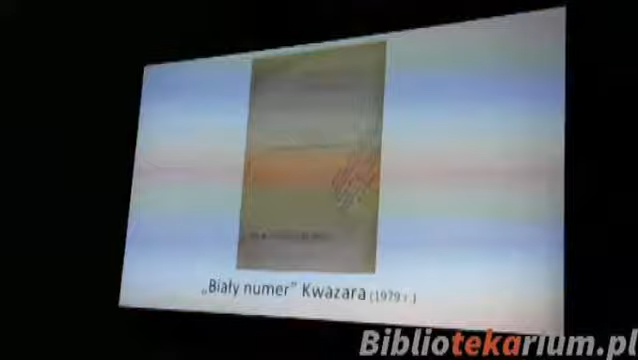 „Biały numer” Kwazara (1979 r.)
Bibliotekarium.pl